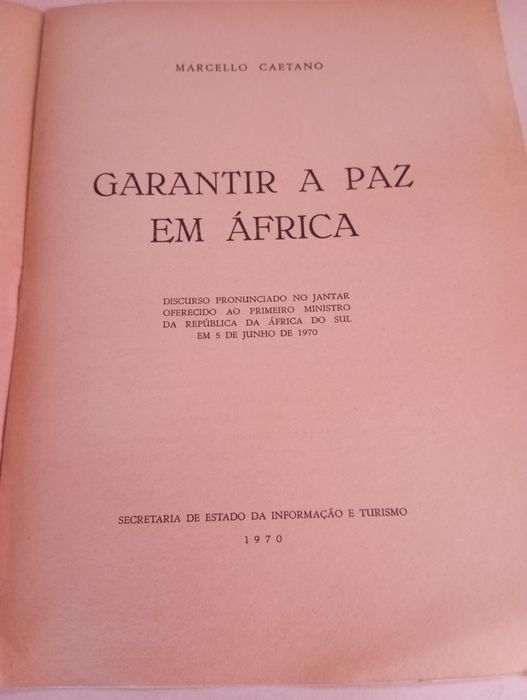 MARCELLO CAETANO
GARANTIR A PAZ
EM ÁFRICA
DISCURSO PRONUNCIADO NO JANTAR
OFERECIDO AO PRIMEIRO MINISTRO
DA REPÚBLICA DA ÁFRICA DO SUL
EM 5 DE JUNHO DE 1970
SECRETARIA DE ESTADO DA INFORMAÇÃO E TURISMO
1970